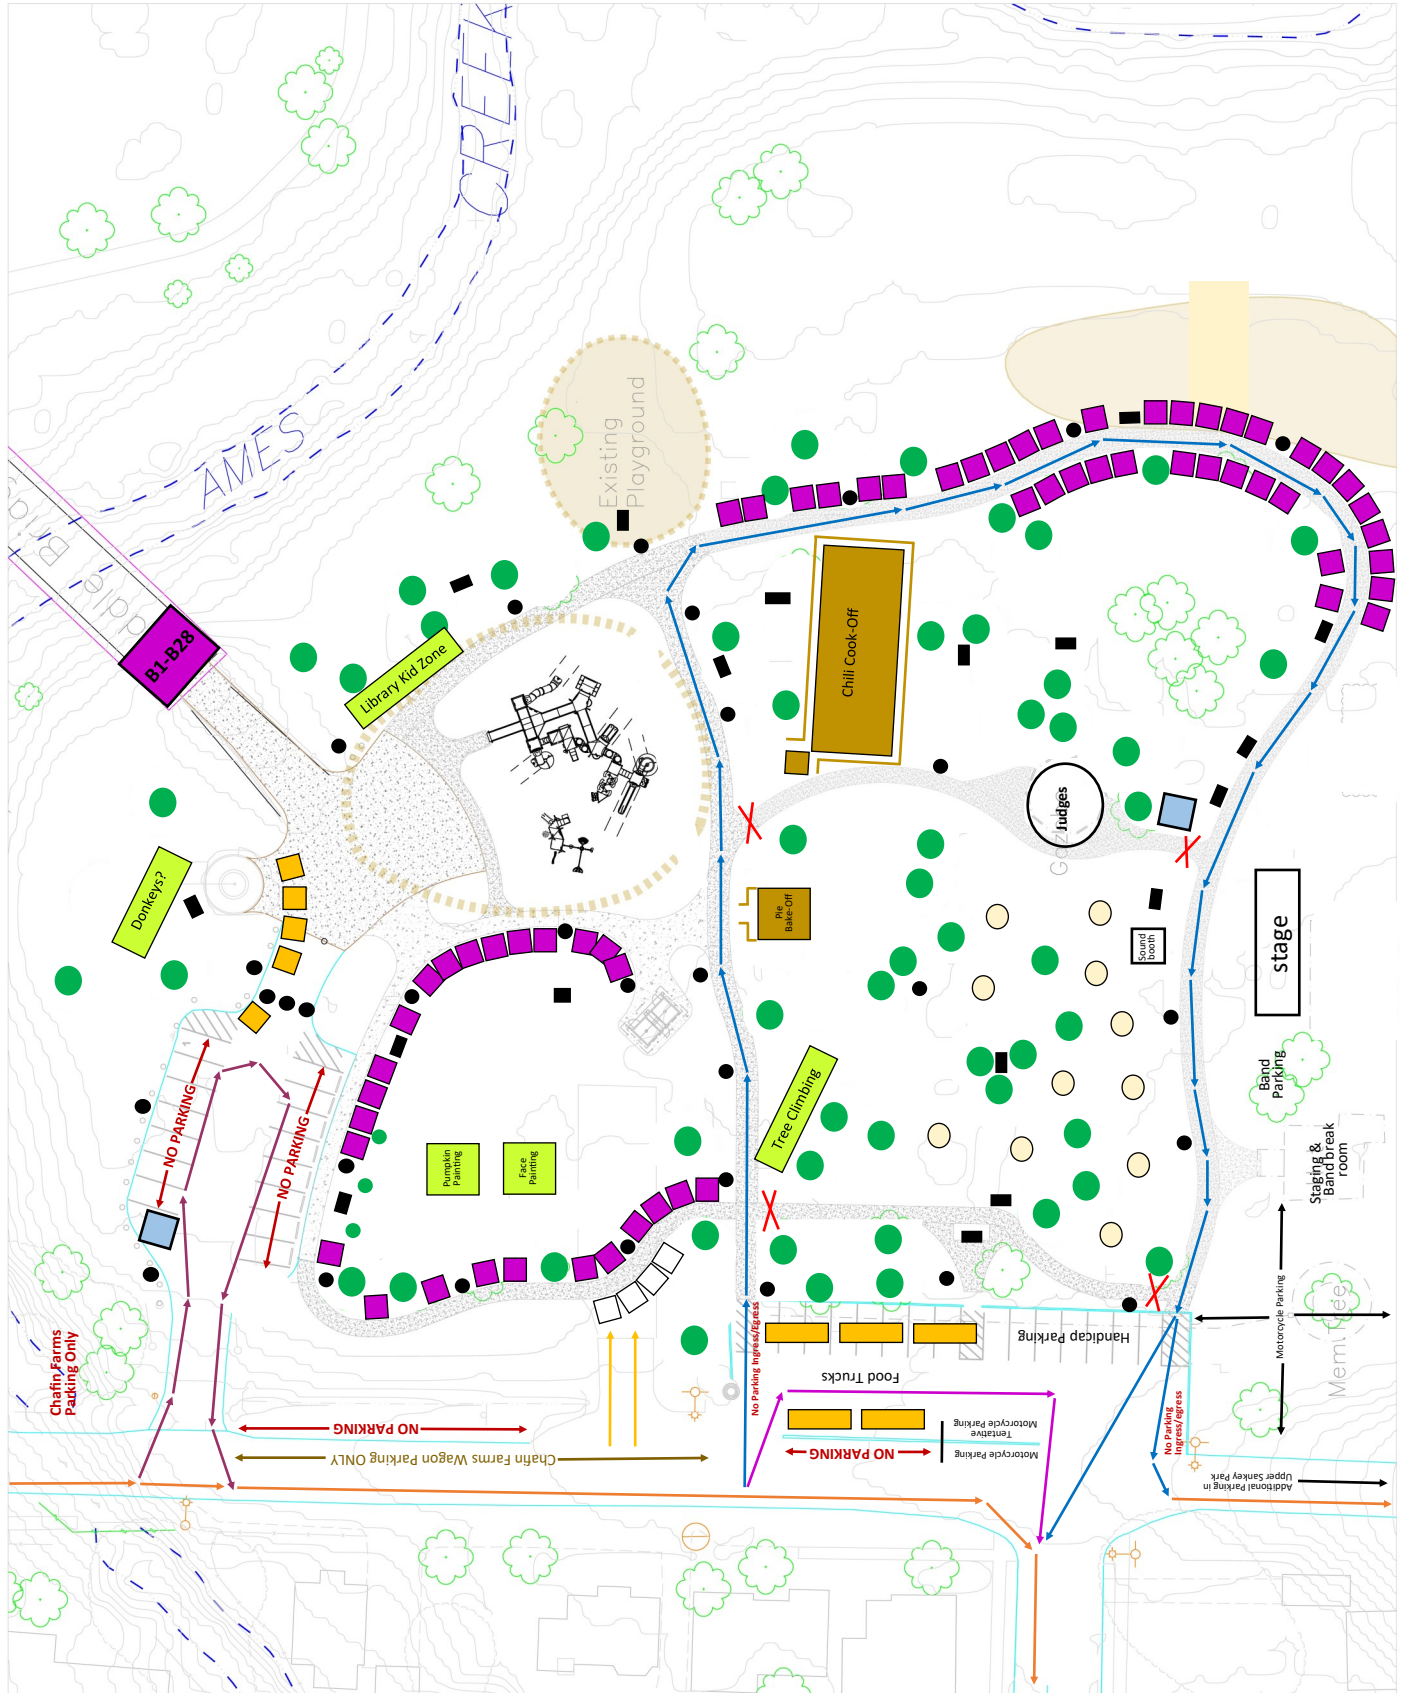 CREEK
AMES
Existing
Playground
dle Brid
B1-B28
Library Kid Zone
Chili Cook-Off
Judges
Donkeys?
Pie
Bake-Off
Sound
booth
stage
Band
Parking
Staging &
Band break
room
Tree Climbing
NO PARKING
NO PARKING
Pumpkin
Painting
Face
Painting
Chafin Farms
Parking Only
NO PARKING
Chafin Farms Wagon Parking ONLY
No Parking Ingress/Egress
Handicap Parking
Food Trucks
Tentative
Motorcycle Parking
NO PARKING
Motorcycle Parking
No Parking
Ingress/egress
Motorcycle Parking
Additional Parking in
Upper Sankey Park